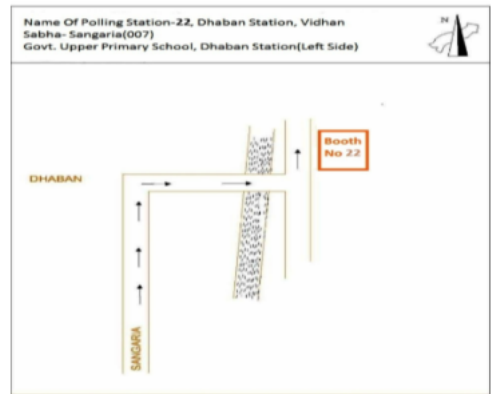 Name Of Polling Station-22, Dhaban Station, Vidhan
Sabha- Sangaria(007)
Govt. Upper Primary School, Dhaban Station(Left Side)
N
Booth
No 22
DHABAN
SANGARIA